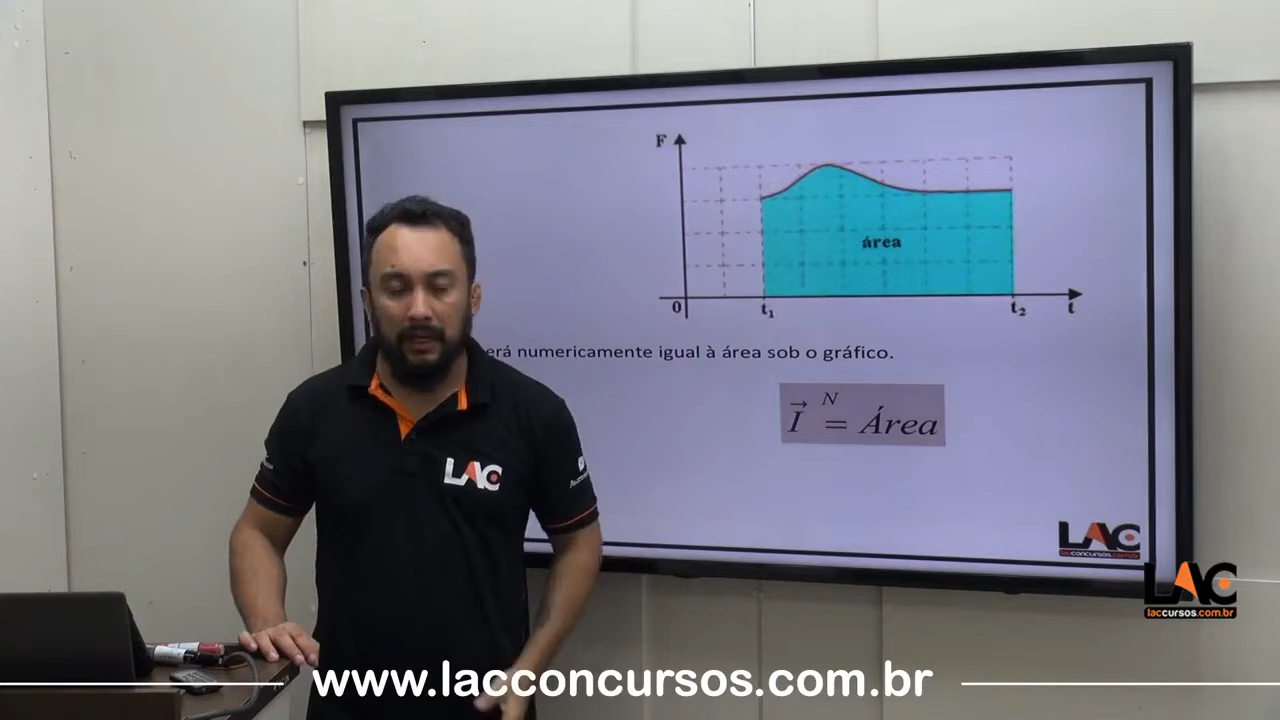 F
área
0
t₁
t₂
t
erá numericamente igual à área sob o gráfico.
N
I = Área
LAC
LAC
lacconcursos.com.br
LAC
laccursos.com.br
www.lacconcursos.com.br